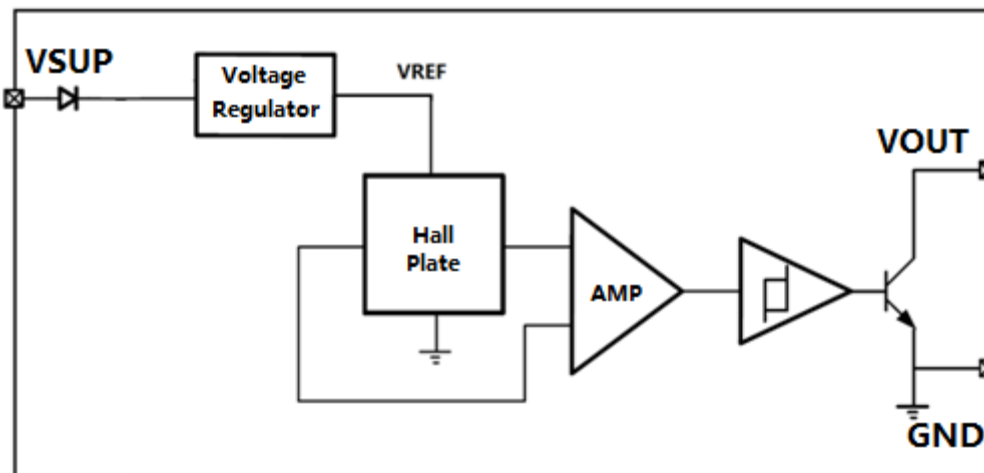 VSUP
Voltage
Regulator
VREF
VOUT
Hall
Plate
AMP
GND